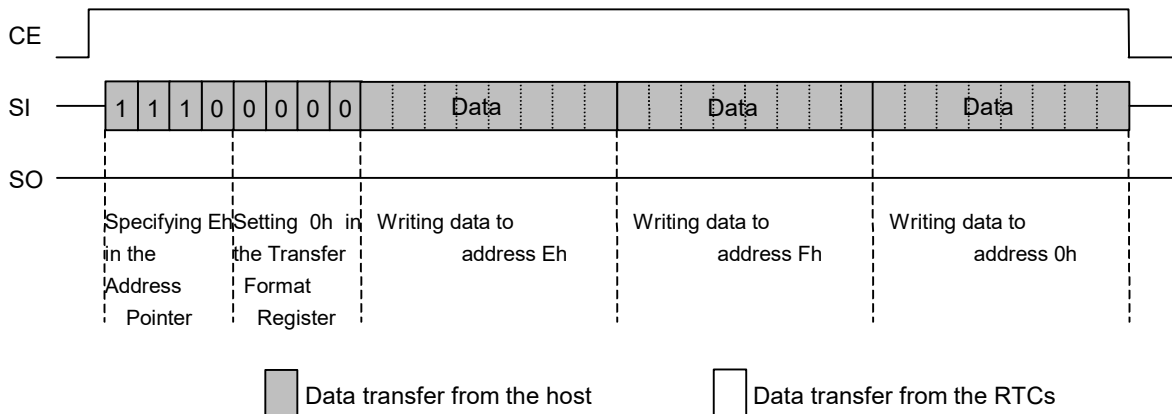 CE
SI 1 1 1 0 0 0 0 0 Data Data Data
SO
Specifying Eh Setting 0h in Writing data to Writing data to Writing data to
in the the Transfer address Eh address Fh address 0h
Address Format
Pointer Register
Data transfer from the host Data transfer from the RTCs